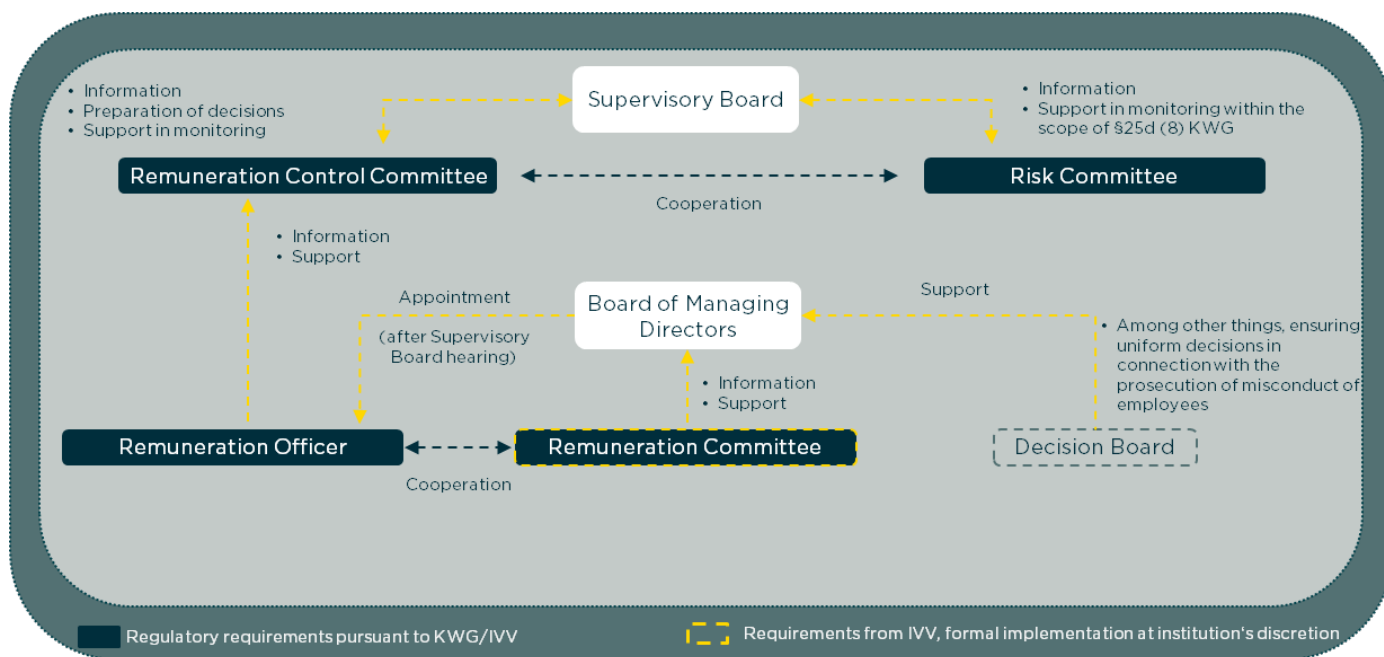 • Information
• Preparation of decisions
• Support in monitoring
Supervisory Board
• Information
• Support in monitoring within the
scope of §25d (8) KWG
Remuneration Control Committee
Risk Committee
Cooperation
• Information
• Support
Appointment
(after Supervisory
Board hearing)
Board of Managing
Directors
Support
• Among other things, ensuring
uniform decisions in
connection with the
prosecution of misconduct of
employees
• Information
• Support
Remuneration Officer
Remuneration Committee
Decision Board
Cooperation
Regulatory requirements pursuant to KWG/IVV
Requirements from IVV, formal implementation at institution's discretion